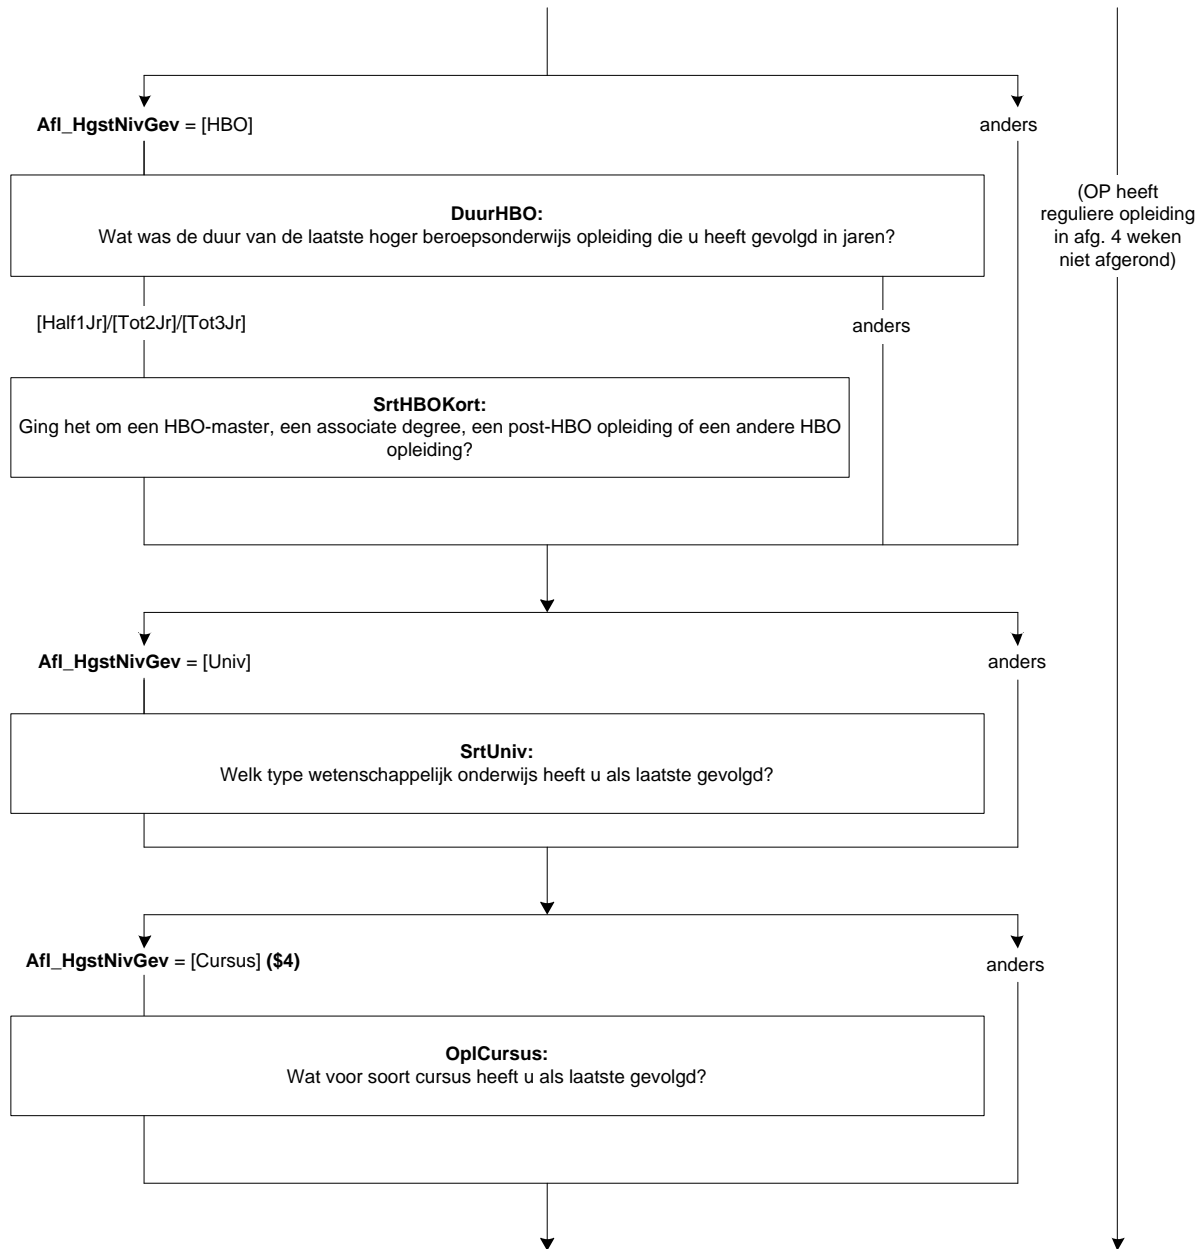 Afl_HgstNivGev = [HBO]
anders
DuurHBO:
Wat was de duur van de laatste hoger beroepsonderwijs opleiding die u heeft gevolgd in jaren?
(OP heeft
reguliere opleiding
in afg. 4 weken
niet afgerond)
[Half1Jr]/[Tot2Jr]/[Tot3Jr]
anders
SrtHBOKort:
Ging het om een HBO-master, een associate degree, een post-HBO opleiding of een andere HBO
opleiding?
Afl_HgstNivGev = [Univ]
anders
SrtUniv:
Welk type wetenschappelijk onderwijs heeft u als laatste gevolgd?
Afl_HgstNivGev = [Cursus] ($4)
anders
OplCursus:
Wat voor soort cursus heeft u als laatste gevolgd?